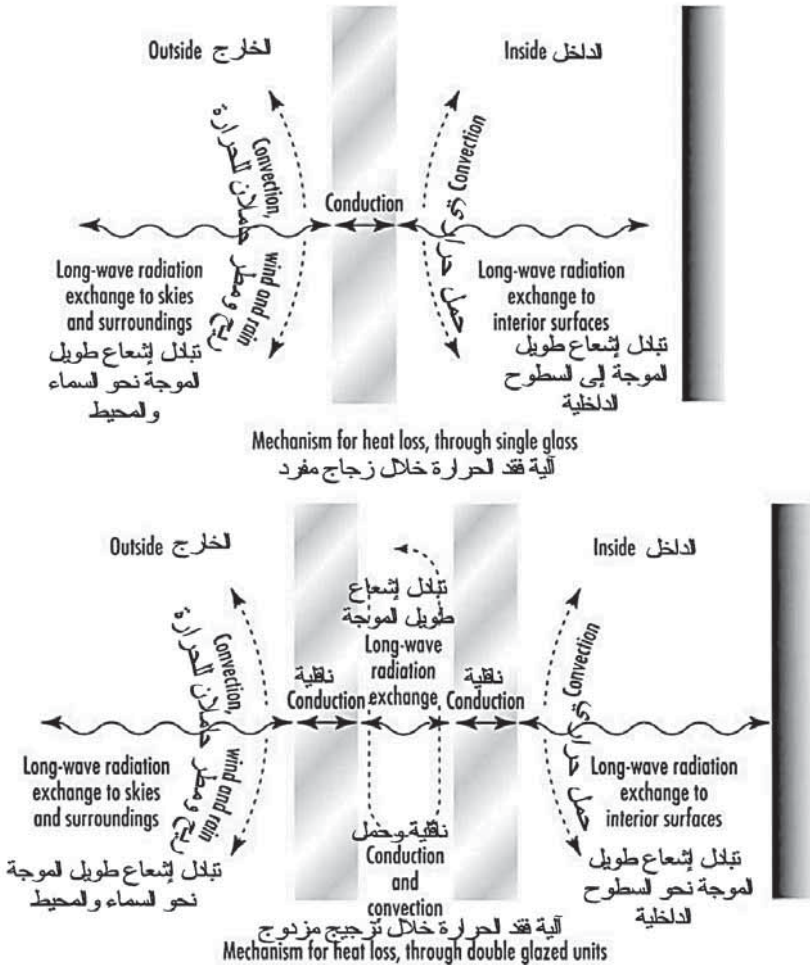 Outside الخارج
Inside الداخل
Convection,
wind and rain
ريح ومطر حاملان للحرارة
Conduction
Convection
حمل حراري
Long-wave radiation
exchange to skies
and surroundings
تبادل إشعاع طويل
الموجة نحو السماء
والمحيط
Long-wave radiation
exchange to
interior surfaces
تبادل إشعاع طويل
الموجة إلى السطوح
الداخلية
Mechanism for heat loss, through single glass
آلية فقد الحرارة خلال زجاج مفرد
Outside الخارج
Inside الداخل
Convection,
wind and rain
ريح ومطر حاملان للحرارة
ناقلية
Conduction
تبادل إشعاع
طويل الموجة
Long-wave
radiation
exchange
ناقلية
Conduction
Convection
حمل حراري
Long-wave radiation
exchange to skies
and surroundings
تبادل إشعاع طويل الموجة
نحو السماء والمحيط
ناقلية وحمل
Conduction
and
convection
Long-wave radiation
exchange to
interior surfaces
تبادل إشعاع طويل
الموجة نحو السطوح
الداخلية
آلية فقد الحرارة خلال تزجيج مزدوج
Mechanism for heat loss, through double glazed units